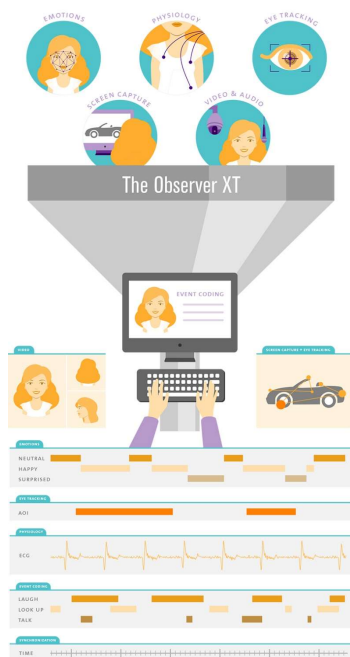 EMOTIONS
PHYSIOLOGY
EYE TRACKING
SCREEN CAPTURE
VIDEO & AUDIO
The Observer XT
EVENT CODING
VIDEO
SCREEN CAPTURE + EYE TRACKING
EMOTIONS
NEUTRAL
HAPPY
SURPRISED
EYE TRACKING
AOI
PHYSIOLOGY
ECG
EVENT CODING
LAUGH
LOOK UP
TALK
SYNCHRONIZATION
TIME